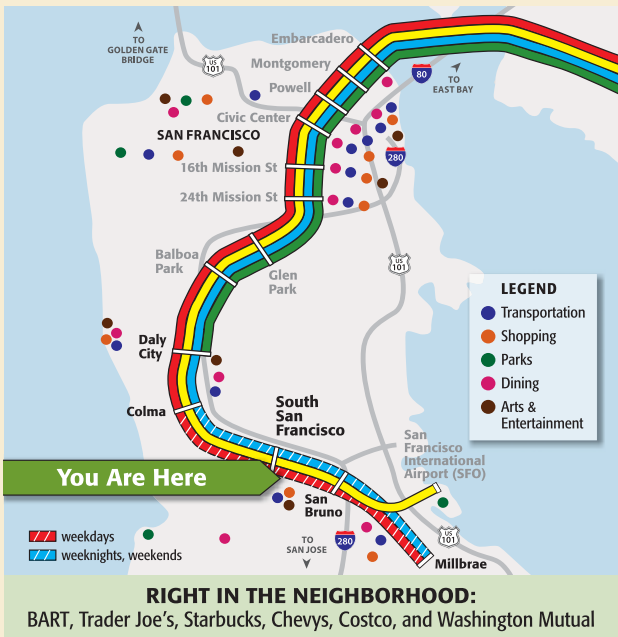 TO
GOLDEN GATE
BRIDGE
US
101
Embarcadero
Montgomery
Powell
Civic Center
80
TO
EAST BAY
SAN FRANCISCO
280
16th Mission St
24th Mission St
Balboa
Park
Glen
Park
US
101
LEGEND
Transportation
Shopping
Parks
Dining
Arts &
Entertainment
Daly
City
Colma
South
San
Francisco
San
Francisco
International
Airport (SFO)
You Are Here
San
Bruno
weekdays
weeknights, weekends
TO
SAN JOSE
280
US
101
Millbrae
RIGHT IN THE NEIGHBORHOOD:
BART, Trader Joe's, Starbucks, Chevys, Costco, and Washington Mutual